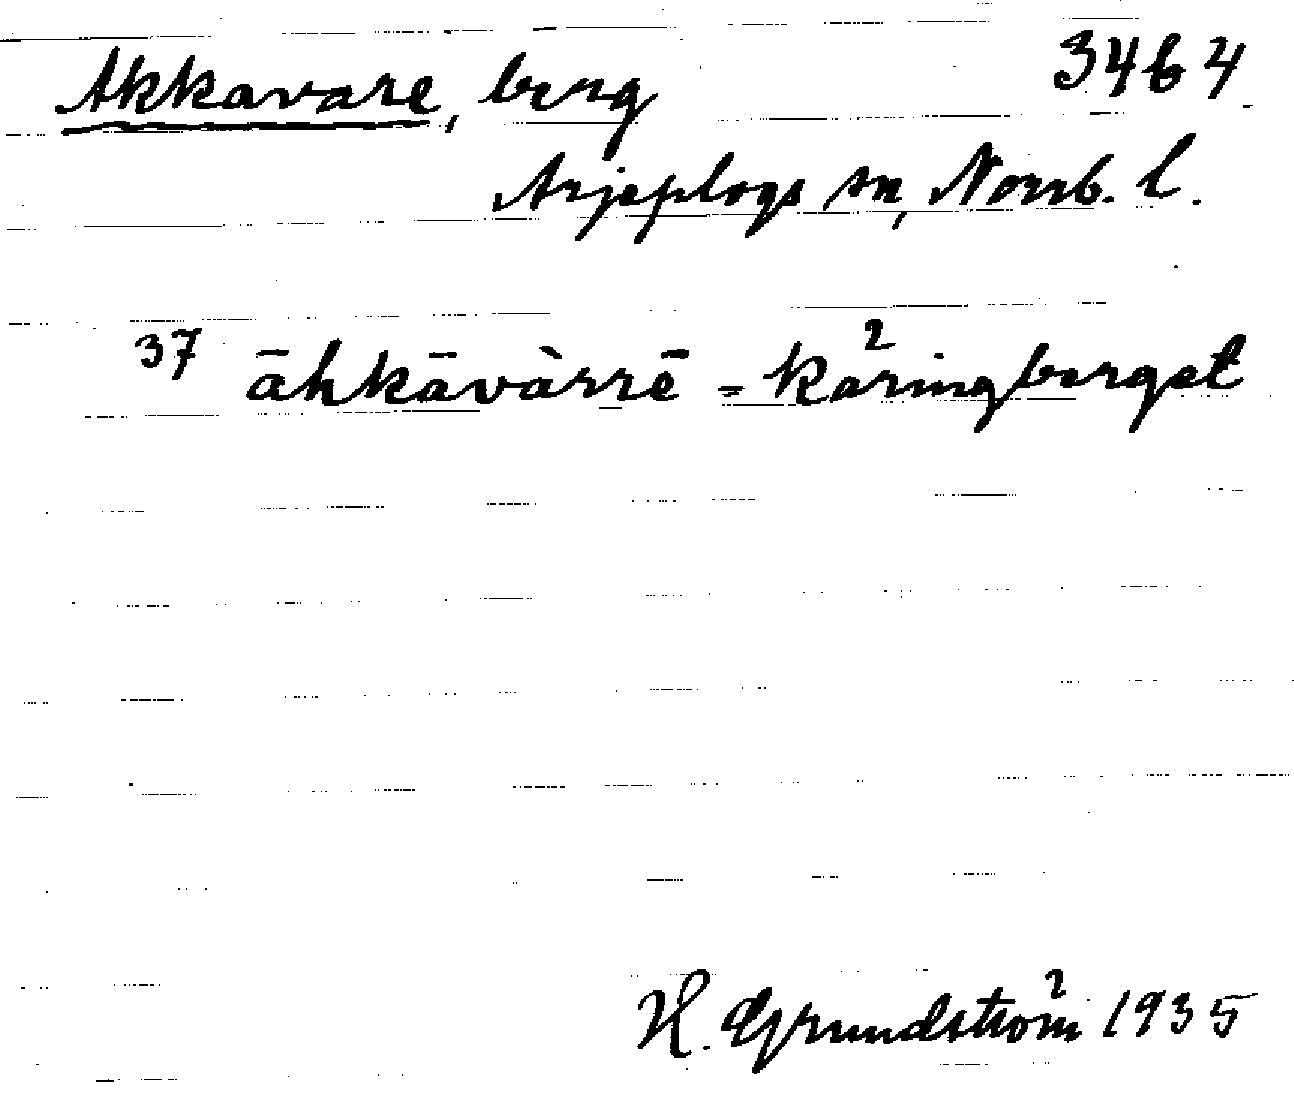 Akkavare, berg 3464
Arjeplogs sn, Norrb. l.
37 āhkāvàrrē = Käringberget
H. Grundström 1935